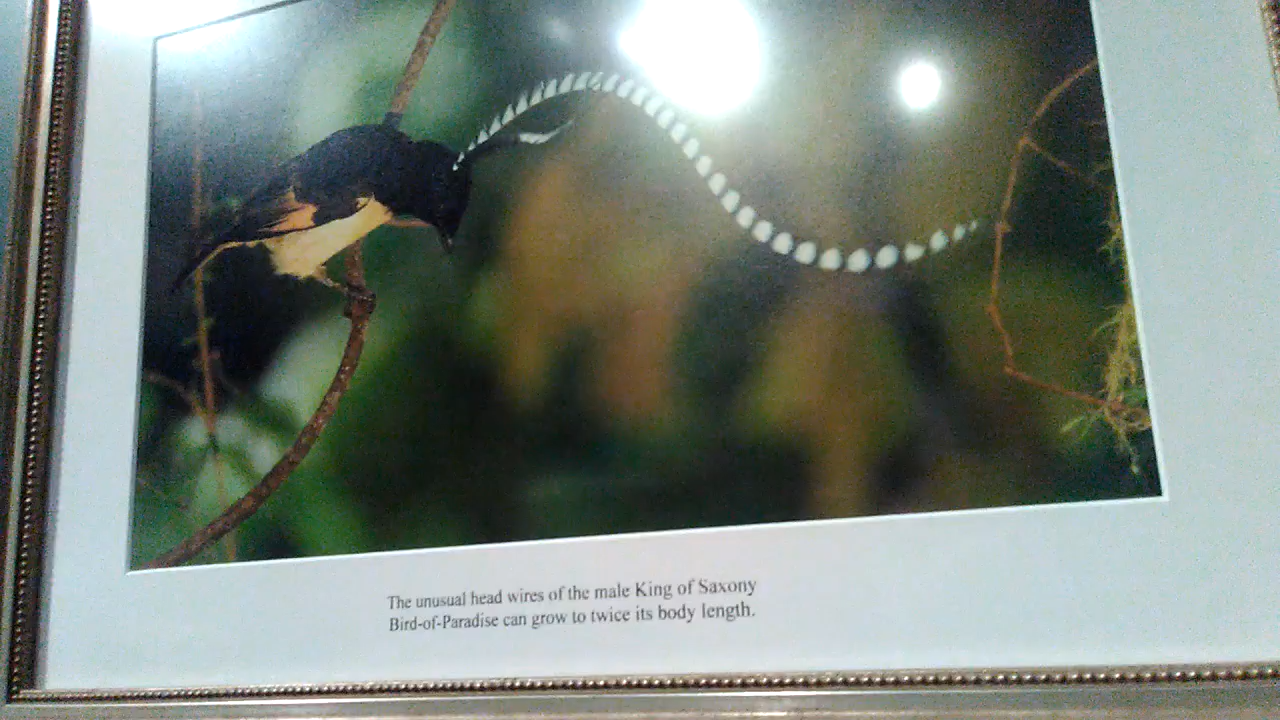 The unusual head wires of the male King of Saxony
Bird-of-Paradise can grow to twice its body length.